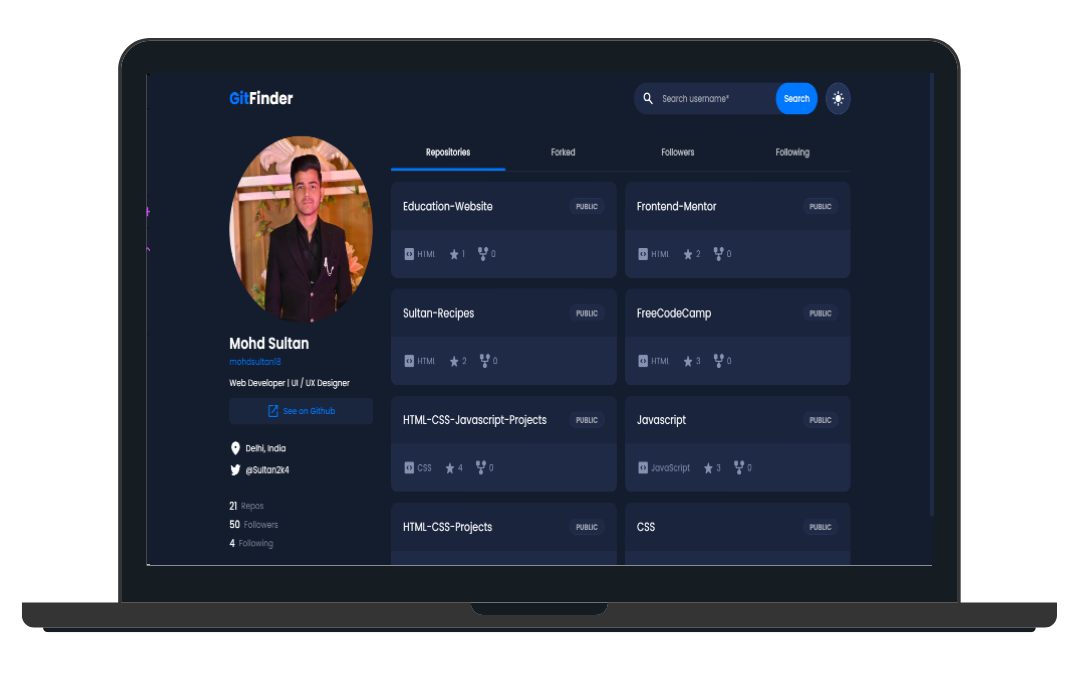 GitFinder
Search username*
Search
Mohd Sultan
mohdsultan13
Web Developer | UI / UX Designer
See on Github
Delhi, India
@Sultan2k4
21 Repos
50 Followers
4 Following
Repositories Forked Followers Following
Education-Website PUBLIC
HTML 1 0
Frontend-Mentor PUBLIC
HTML 2 0
Sultan-Recipes PUBLIC
HTML 2 0
FreeCodeCamp PUBLIC
HTML 3 0
HTML-CSS-Javascript-Projects PUBLIC
CSS 4 0
Javascript PUBLIC
JavaScript 3 0
HTML-CSS-Projects PUBLIC
CSS PUBLIC